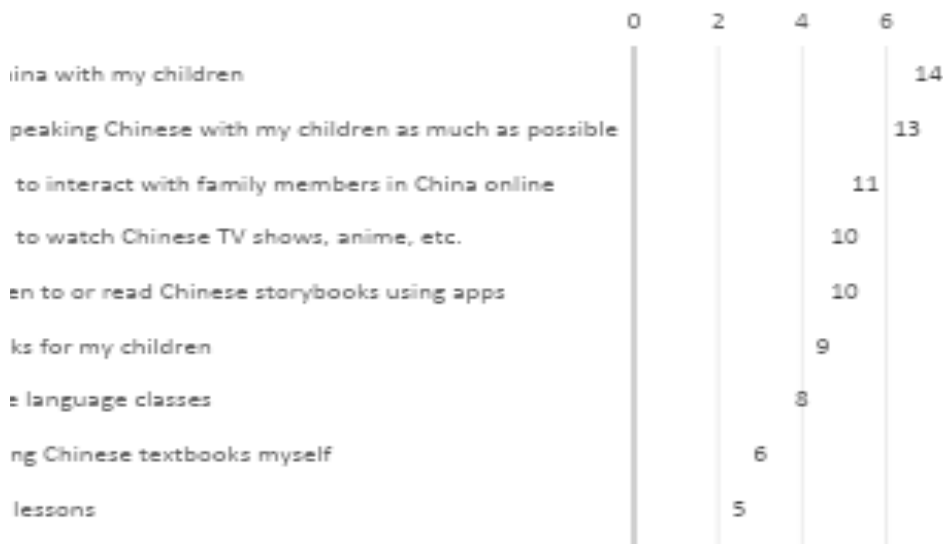 0 2 4 6
ina with my children 14
peaking Chinese with my children as much as possible 13
to interact with family members in China online 11
to watch Chinese TV shows, anime, etc. 10
en to or read Chinese storybooks using apps 10
ks for my children 9
e language classes 8
ng Chinese textbooks myself 6
lessons 5